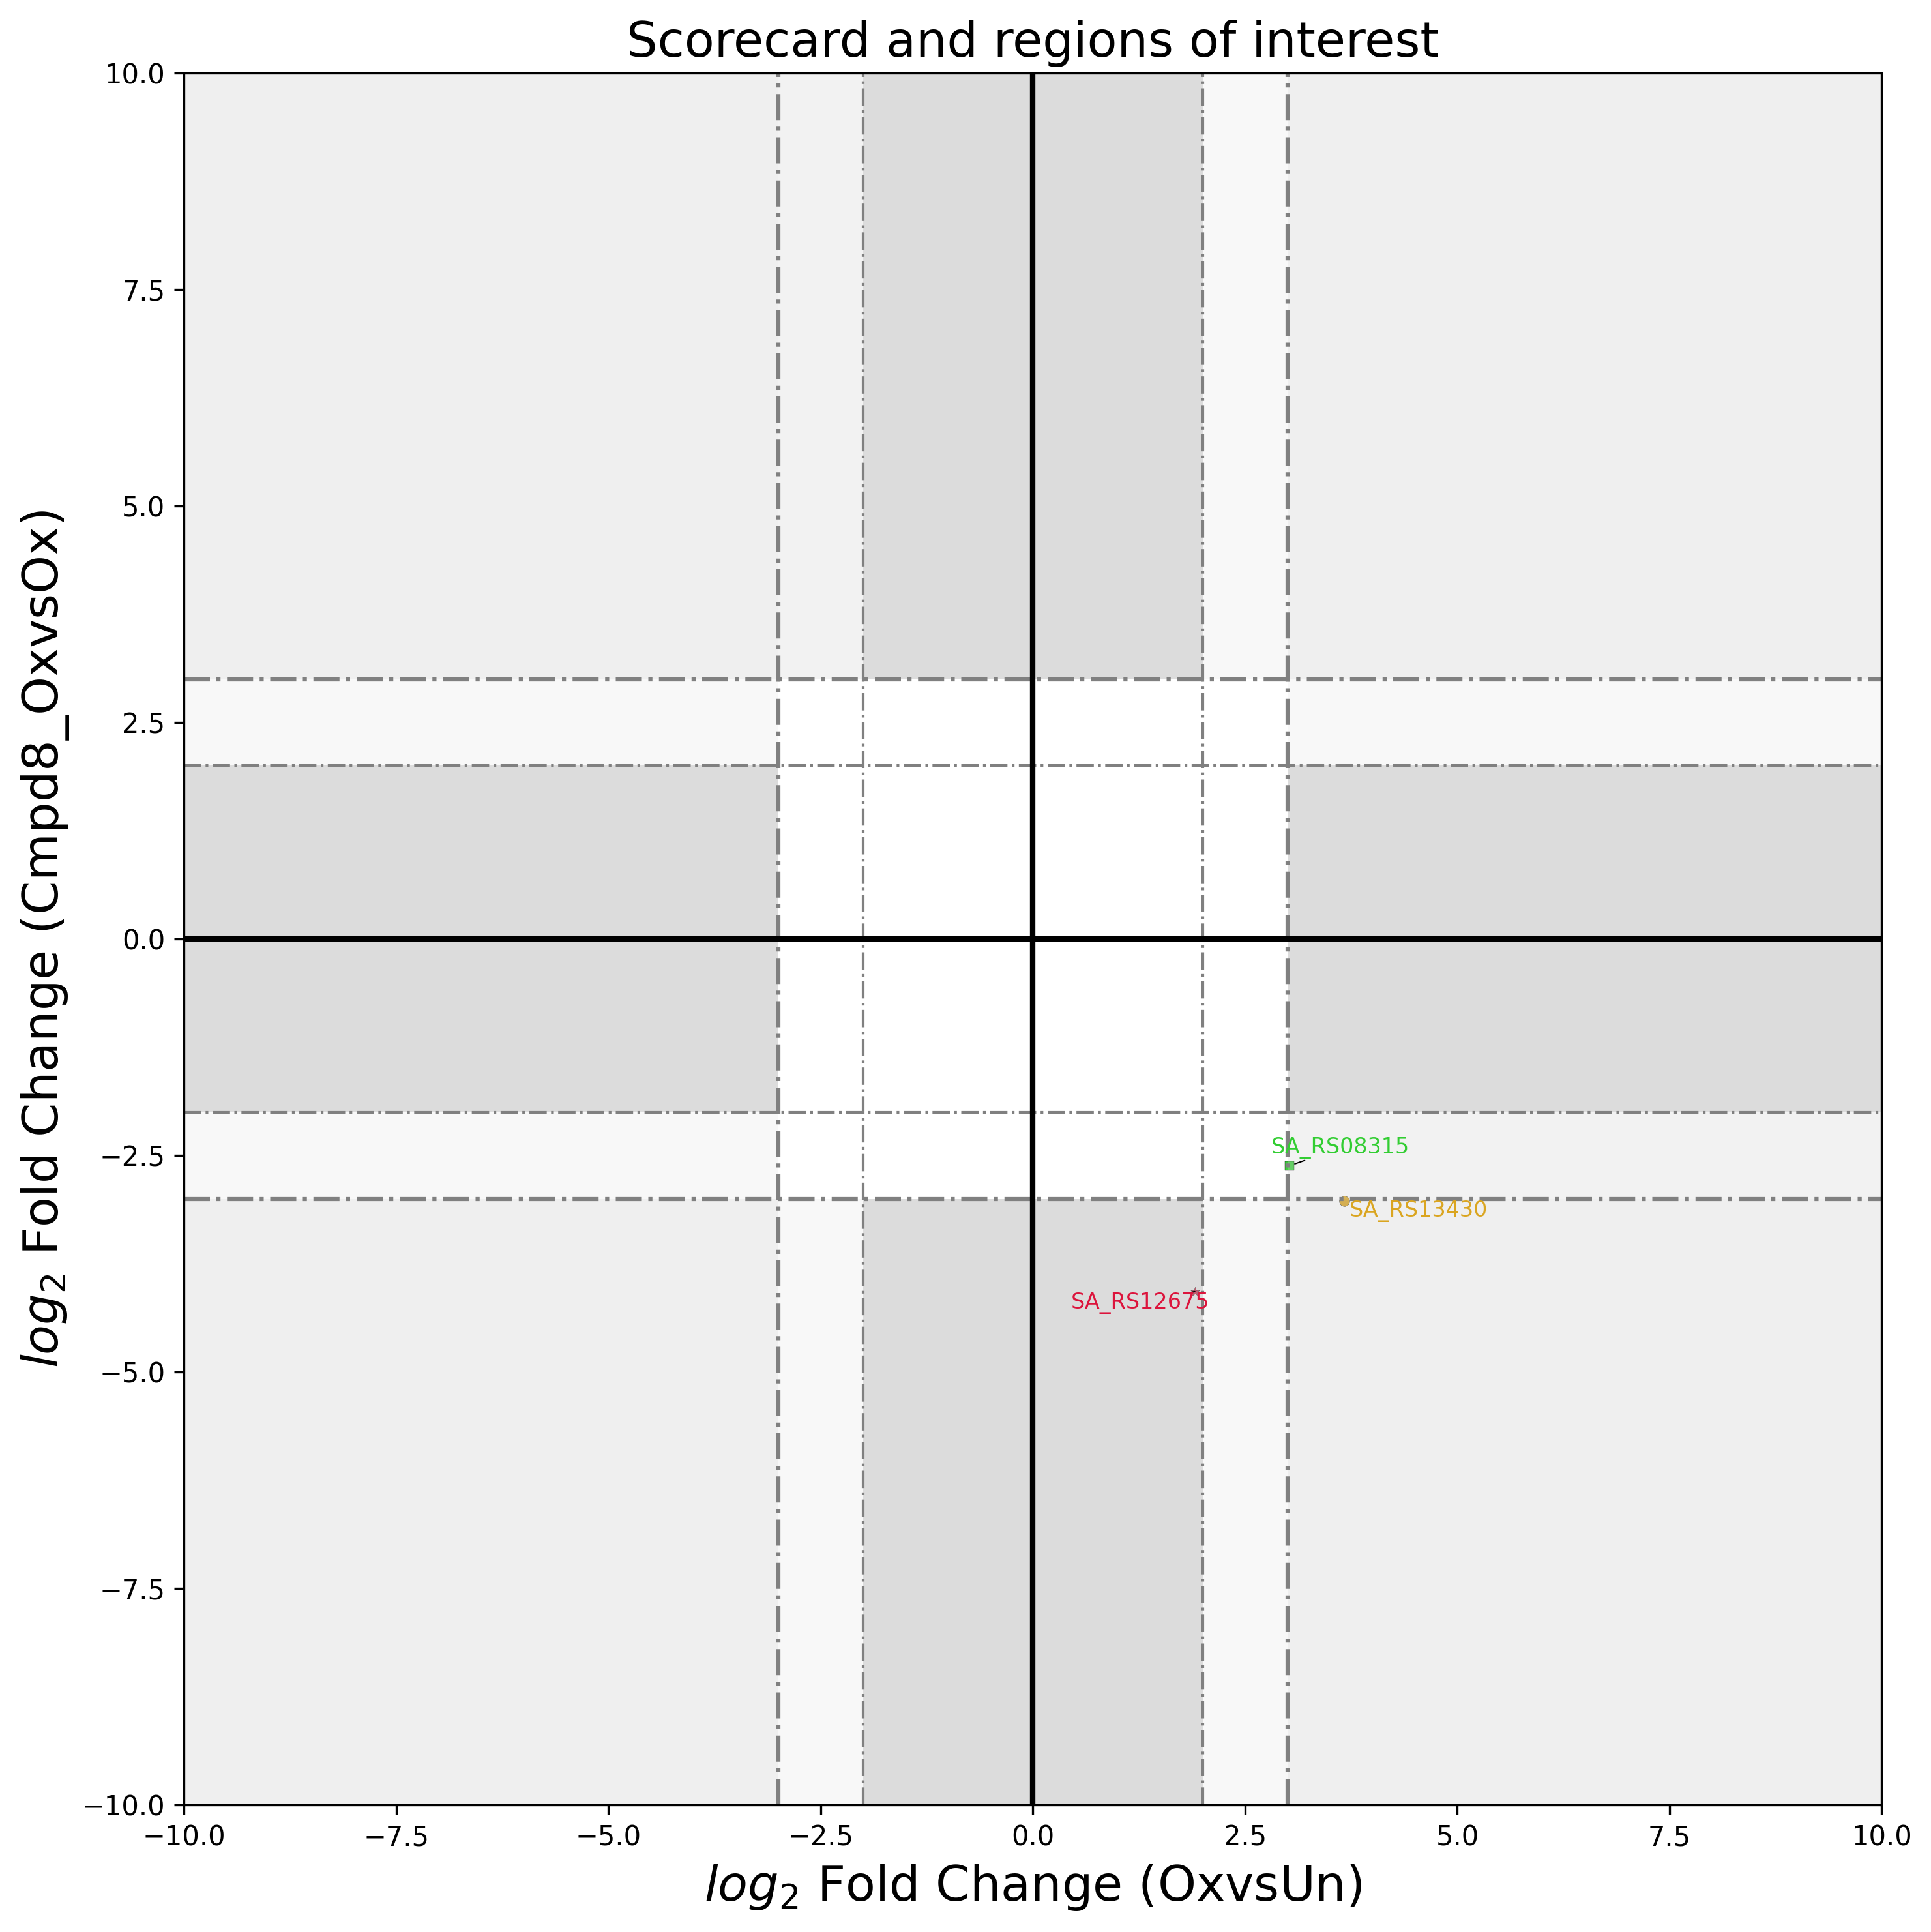 Scorecard and regions of interest
log2 Fold Change (Cmpd8_OxvsOx)
10.0
7.5
5.0
2.5
0.0
−2.5
−5.0
−7.5
−10.0
SA_RS08315
SA_RS13430
SA_RS12675
−10.0 −7.5 −5.0 −2.5 0.0 2.5 5.0 7.5 10.0
log2 Fold Change (OxvsUn)